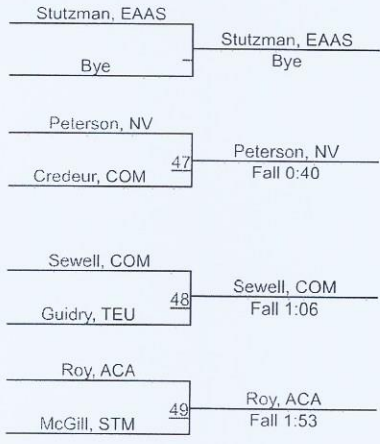 Stutzman, EAAS
Stutzman, EAAS
Bye
Bye
Peterson, NV
47
Peterson, NV
Fall 0:40
Credeur, COM
Sewell, COM
48
Sewell, COM
Fall 1:06
Guidry, TEU
Roy, ACA
49
Roy, ACA
Fall 1:53
McGill, STM